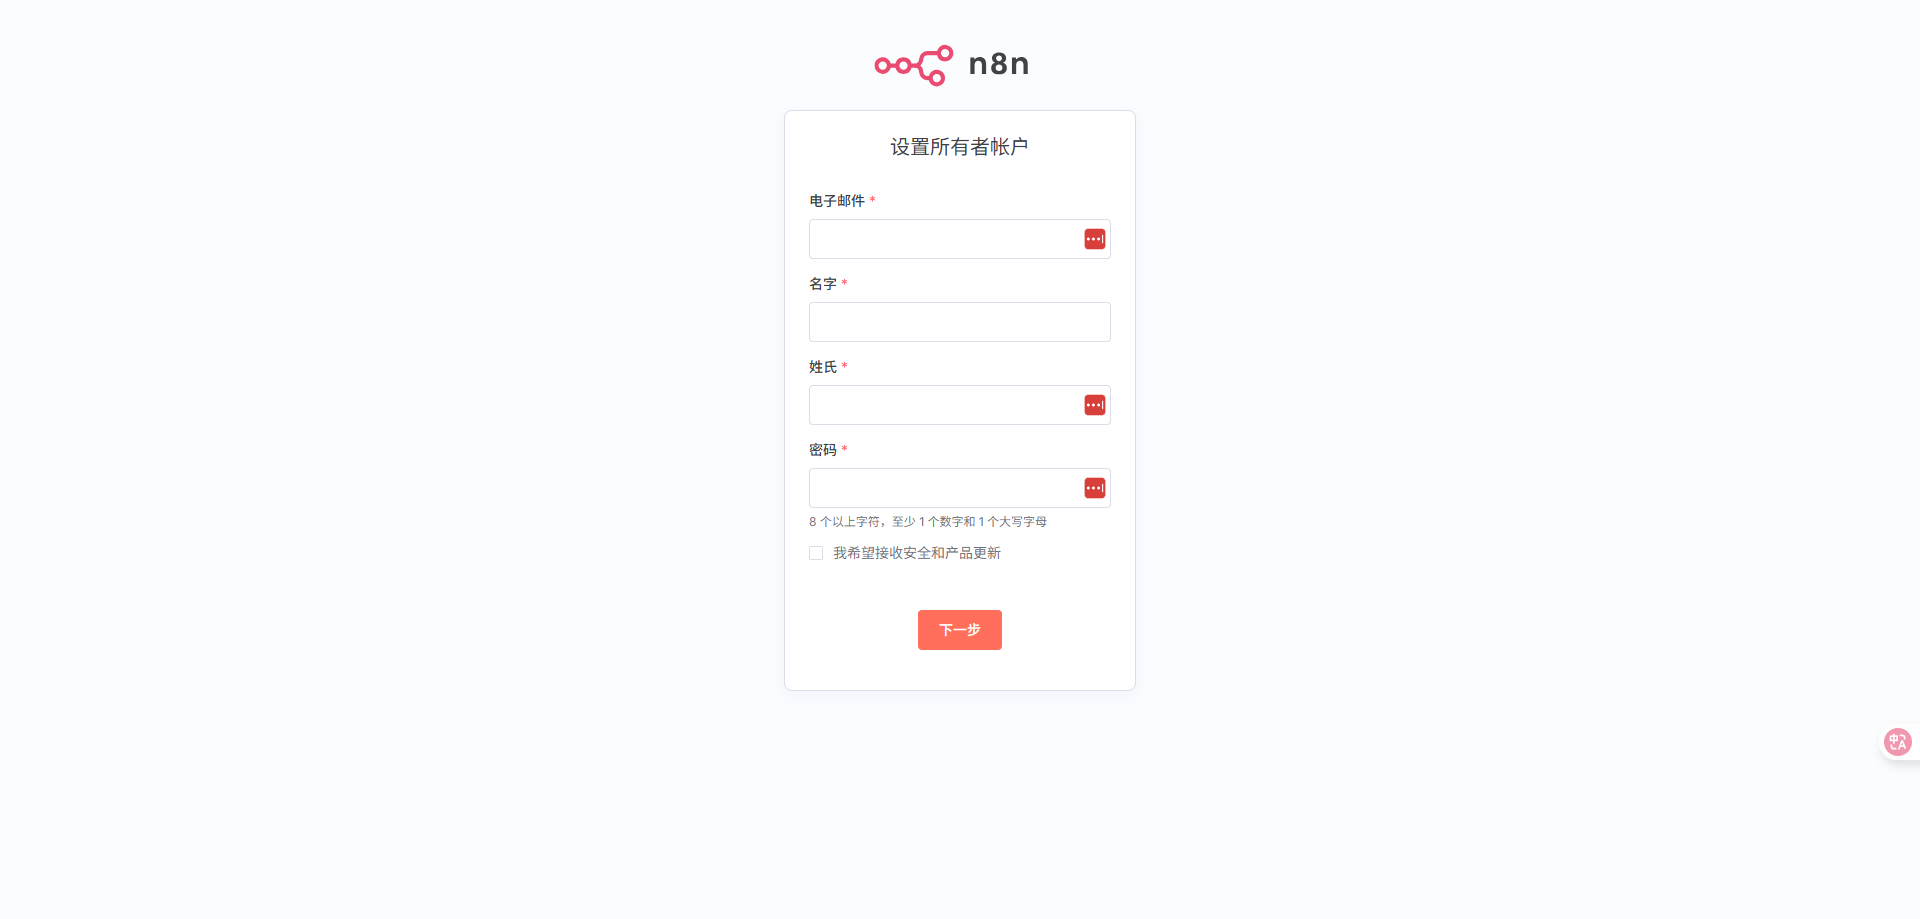 n8n
设置所有者帐户
电子邮件 *
名字 *
姓氏 *
密码 *
8 个以上字符，至少 1 个数字和 1 个大写字母
我希望接收安全和产品更新
下一步
中A